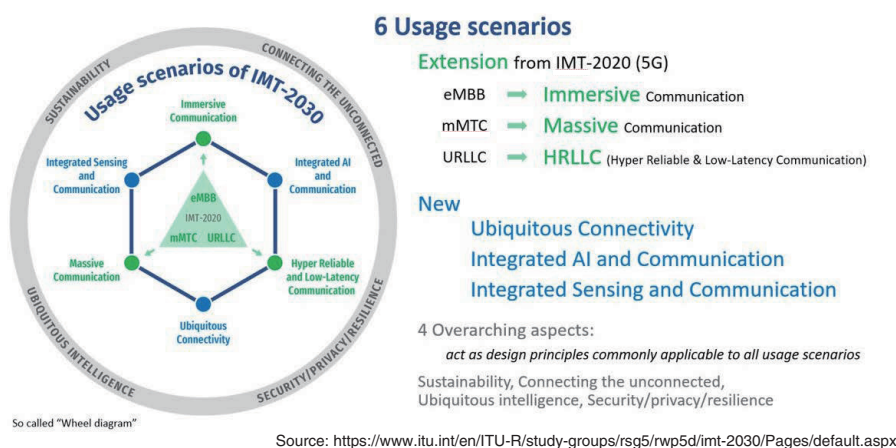 6 Usage scenarios
Extension from IMT-2020 (5G)
eMBB Immersive Communication
mMTC Massive Communication
URLLC HRLLC (Hyper Reliable & Low-Latency Communication)
New
Ubiquitous Connectivity
Integrated AI and Communication
Integrated Sensing and Communication
4 Overarching aspects:
act as design principles commonly applicable to all usage scenarios
Sustainability, Connecting the unconnected,
Ubiquitous intelligence, Security/privacy/resilience
SUSTAINABILITY
CONNECTING THE UNCONNECTED
UBIQUITOUS INTELLIGENCE
SECURITY/PRIVACY/RESILIENCE
Usage scenarios of IMT-2030
Immersive
Communication
Integrated Sensing
and
Communication
Integrated AI
and
Communication
eMBB
IMT-2020
mMTC URLLC
Massive
Communication
Hyper Reliable
and Low-Latency
Communication
Ubiquitous
Connectivity
So called "Wheel diagram"
Source: https://www.itu.int/en/ITU-R/study-groups/rsg5/rwp5d/imt-2030/Pages/default.aspx